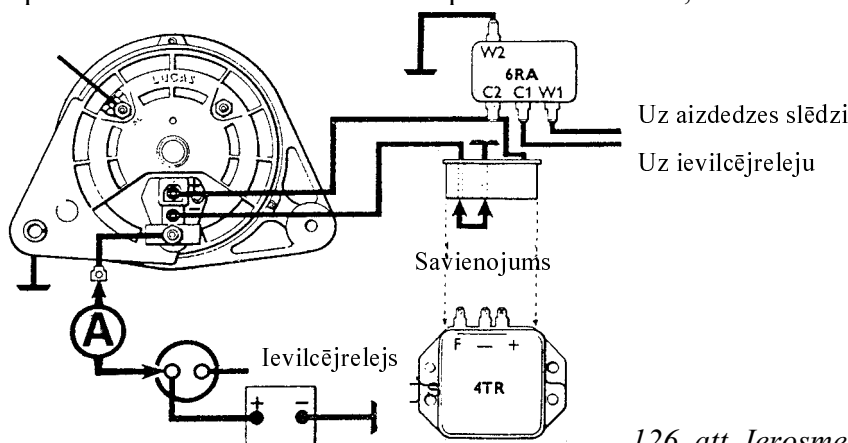 W2
6RA
C2 C1 W1
LUCAS
Uz aizdedzes slēdzi
Uz ievilcējreleju
Savienojums
F — +
4TR
A
Ievilcējrelejs
+ −
126. att. Ierosme